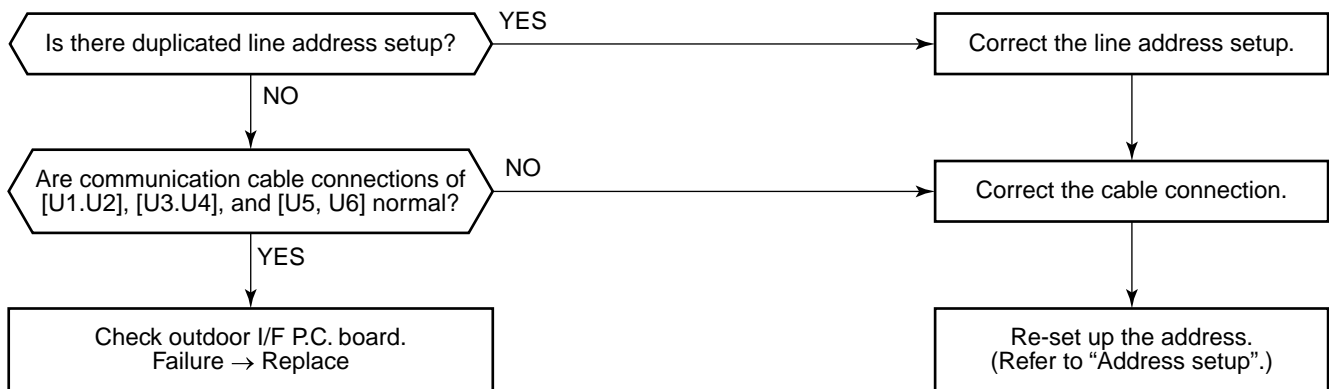 Is there duplicated line address setup?
YES
Correct the line address setup.
NO
Are communication cable connections of
[U1.U2], [U3.U4], and [U5, U6] normal?
NO
Correct the cable connection.
YES
Check outdoor I/F P.C. board.
Failure → Replace
Re-set up the address.
(Refer to “Address setup”.)